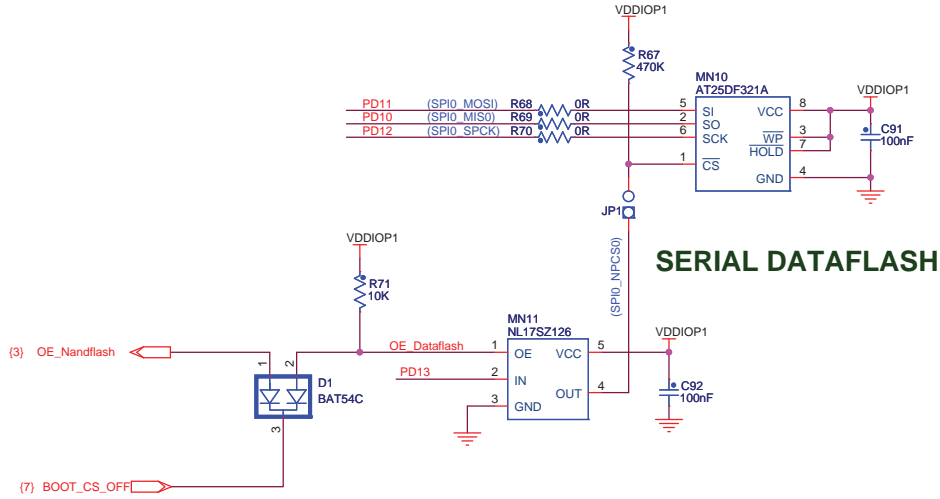 VDDIOP1
R67
470K
MN10
AT25DF321A
VDDIOP1
PD11 (SPI0_MOSI) R68 0R 5 SI VCC 8
PD10 (SPI0_MIS0) R69 0R 2 SO
PD12 (SPI0_SPCK) R70 0R 6 SCK WP 3
HOLD 7
C91
100nF
1 CS
GND 4
JP1
(SPI0_NPCS0)
SERIAL DATAFLASH
VDDIOP1
R71
10K
MN11
NL17SZ126
VDDIOP1
{3} OE_Nandflash
OE_Dataflash 1 OE VCC 5
1 2
PD13 2 IN
D1
BAT54C
OUT 4
3 GND
C92
100nF
3
{7} BOOT_CS_OFF